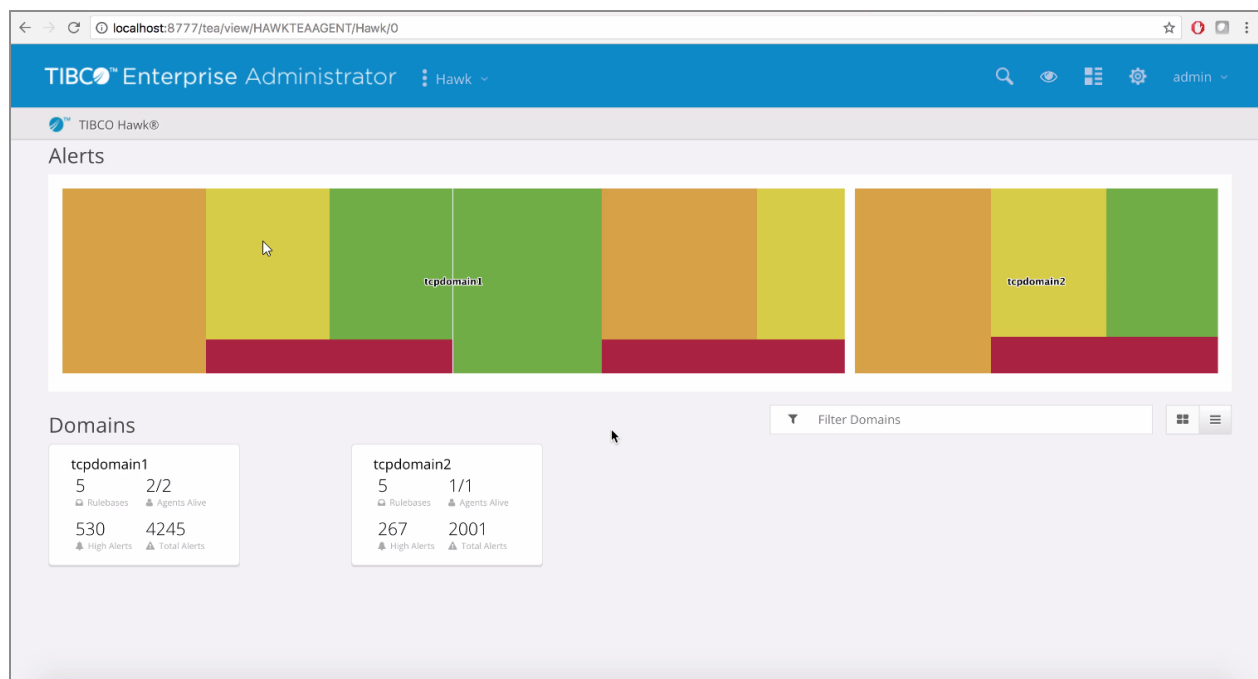 localhost:8777/tea/view/HAWKTEAAGENT/Hawk/0
TIBCO™ Enterprise Administrator Hawk admin
TIBCO Hawk®
Alerts
tcpdomain1 tcpdomain2
Domains Filter Domains
tcpdomain1 tcpdomain2
5 2/2 5 1/1
Rulebases Agents Alive Rulebases Agents Alive
530 4245 267 2001
High Alerts Total Alerts High Alerts Total Alerts